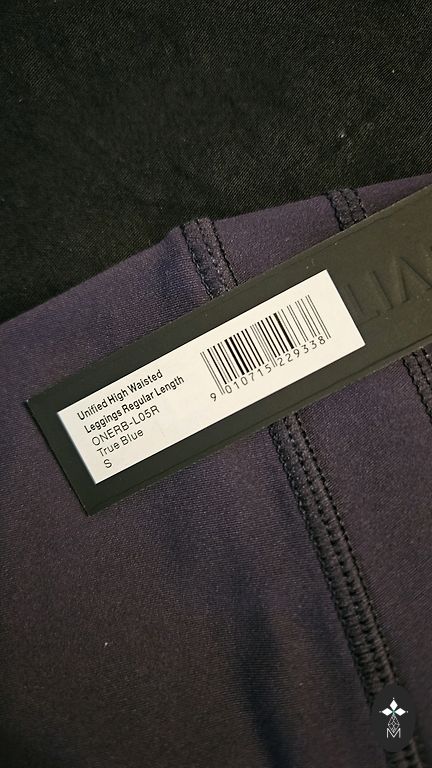 Unified High Waisted
Leggings Regular Length
ONERB-L05R
True Blue
S
9 010715 229338